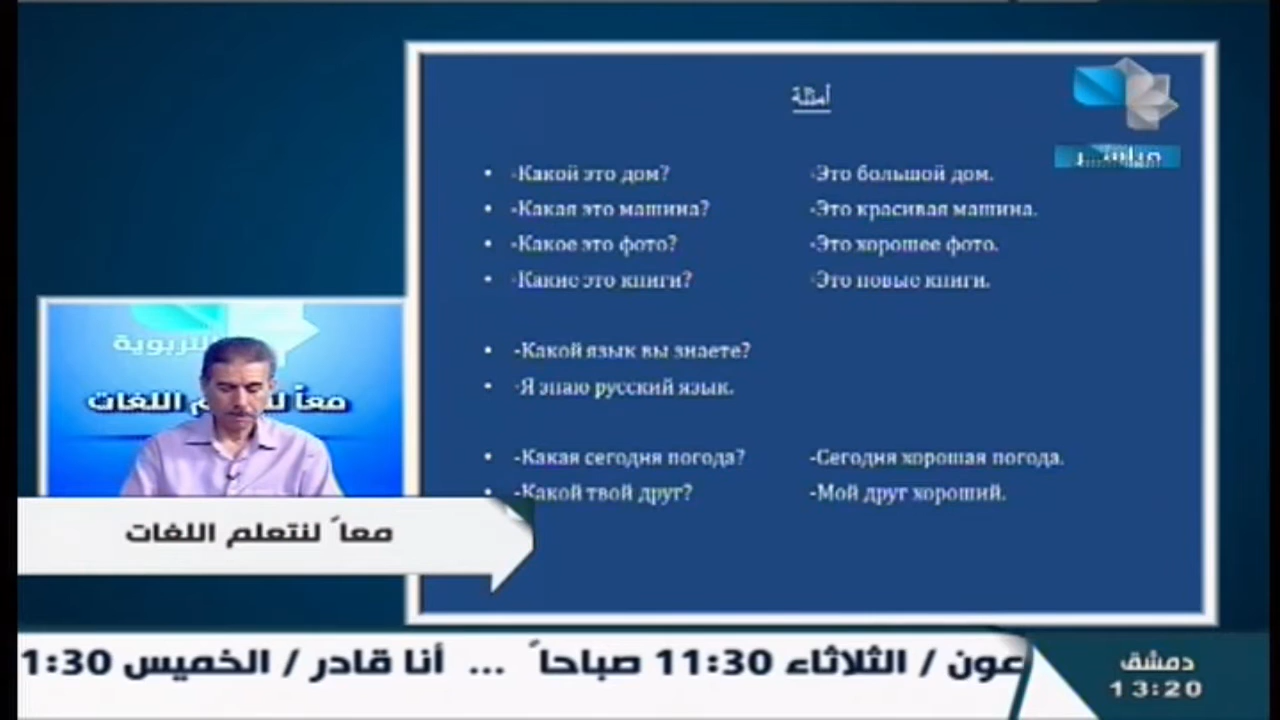 أمثلة
مباشر
-Какой это дом? -Это большой дом.
-Какая это машина? -Это красивая машина.
-Какое это фото? -Это хорошее фото.
-Какие это книги? -Это новые книги.
-Какой язык вы знаете?
-Я знаю русский язык.
-Какая сегодня погода? -Сегодня хорошая погода.
-Какой твой друг? -Мой друг хороший.
التربوية
معاً اللغات
معاً لنتعلم اللغات
عون / الثلاثاء 11:30 صباحاً ... أنا قادر / الخميس 1:30
دمشق
13:20